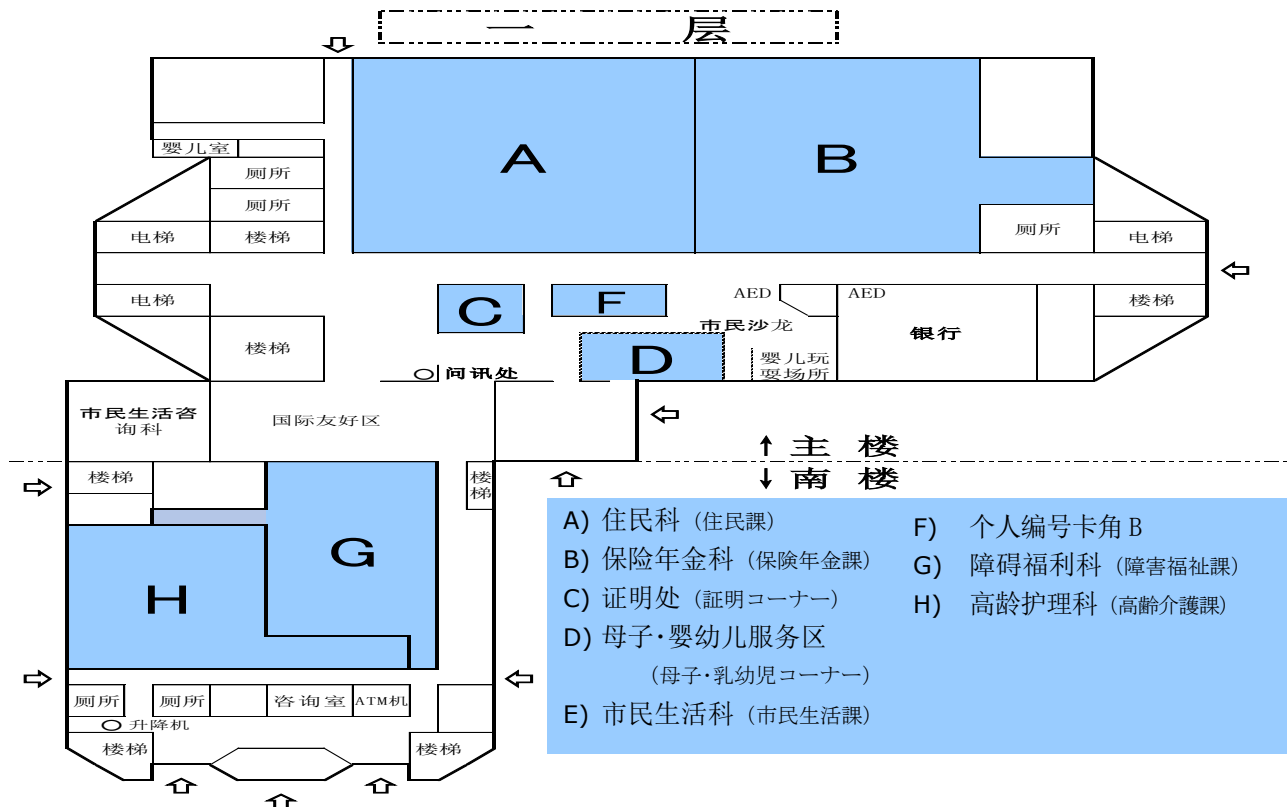 一 层
A
B
婴儿室
厕所
厕所
电梯
楼梯
厕所
电梯
电梯
C
F
AED
AED
楼梯
市民沙龙
银行
楼梯
D
婴儿玩
耍场所
问讯处
市民生活咨
询科
国际友好区
↑ 主 楼
↓ 南 楼
楼梯
楼
梯
G
H
A) 住民科（住民課）
B) 保险年金科（保険年金課）
C) 证明处（証明コーナー）
D) 母子・婴幼儿服务区
（母子・乳幼児コーナー）
E) 市民生活科（市民生活課）
F) 个人编号卡角 B
G) 障碍福利科（障害福祉課）
H) 高龄护理科（高齢介護課）
厕所
厕所
咨询室
ATM机
升降机
楼梯
楼梯